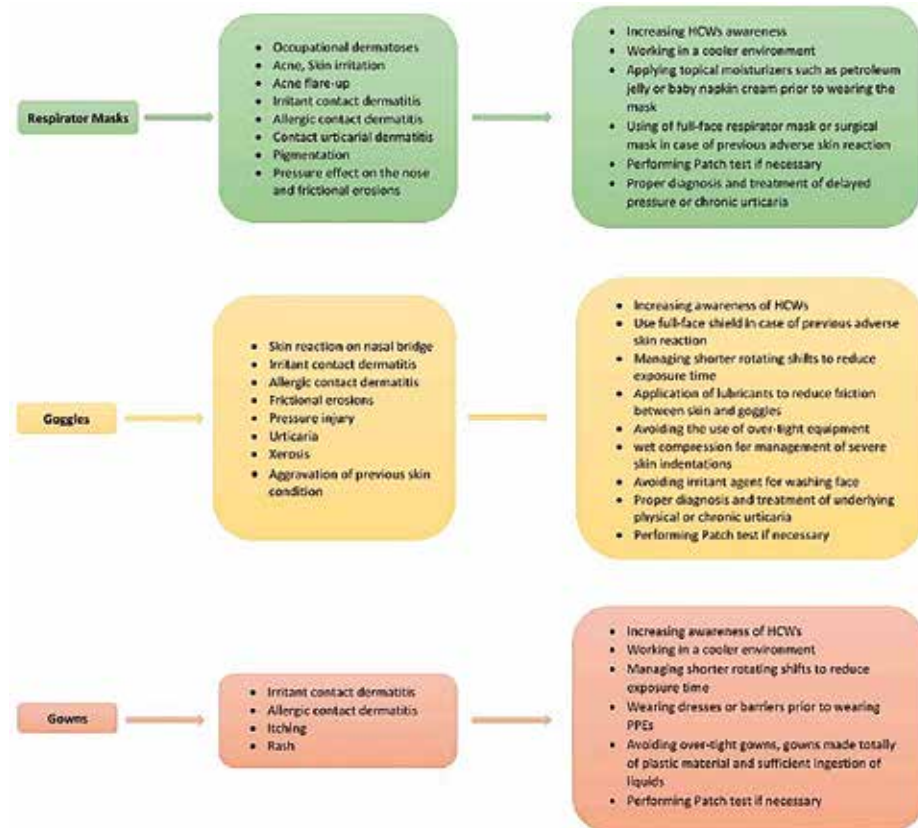 Respirator Masks
• Occupational dermatoses
• Acne, Skin irritation
• Acne flare-up
• Irritant contact dermatitis
• Allergic contact dermatitis
• Contact urticarial dermatitis
• Pigmentation
• Pressure effect on the nose
and frictional erosions
• Increasing HCWs awareness
• Working in a cooler environment
• Applying topical moisturizers such as petroleum
jelly or baby napkin cream prior to wearing the
mask
• Using of full-face respirator mask or surgical
mask in case of previous adverse skin reaction
• Performing Patch test if necessary
• Proper diagnosis and treatment of delayed
pressure or chronic urticaria
Goggles
• Skin reaction on nasal bridge
• Irritant contact dermatitis
• Allergic contact dermatitis
• Frictional erosions
• Pressure injury
• Urticaria
• Xerosis
• Aggravation of previous skin
condition
• Increasing awareness of HCWs
• Use full-face shield in case of previous adverse
skin reaction
• Managing shorter rotating shifts to reduce
exposure time
• Application of lubricants to reduce friction
between skin and goggles
• Avoiding the use of over-tight equipment
• wet compression for management of severe
skin indentations
• Avoiding irritant agent for washing face
• Proper diagnosis and treatment of underlying
physical or chronic urticaria
• Performing Patch test if necessary
Gowns
• Irritant contact dermatitis
• Allergic contact dermatitis
• Itching
• Rash
• Increasing awareness of HCWs
• Working in a cooler environment
• Managing shorter rotating shifts to reduce
exposure time
• Wearing dresses or barriers prior to wearing
PPEs
• Avoiding over-tight gowns, gowns made totally
of plastic material and sufficient ingestion of
liquids
• Performing Patch test if necessary